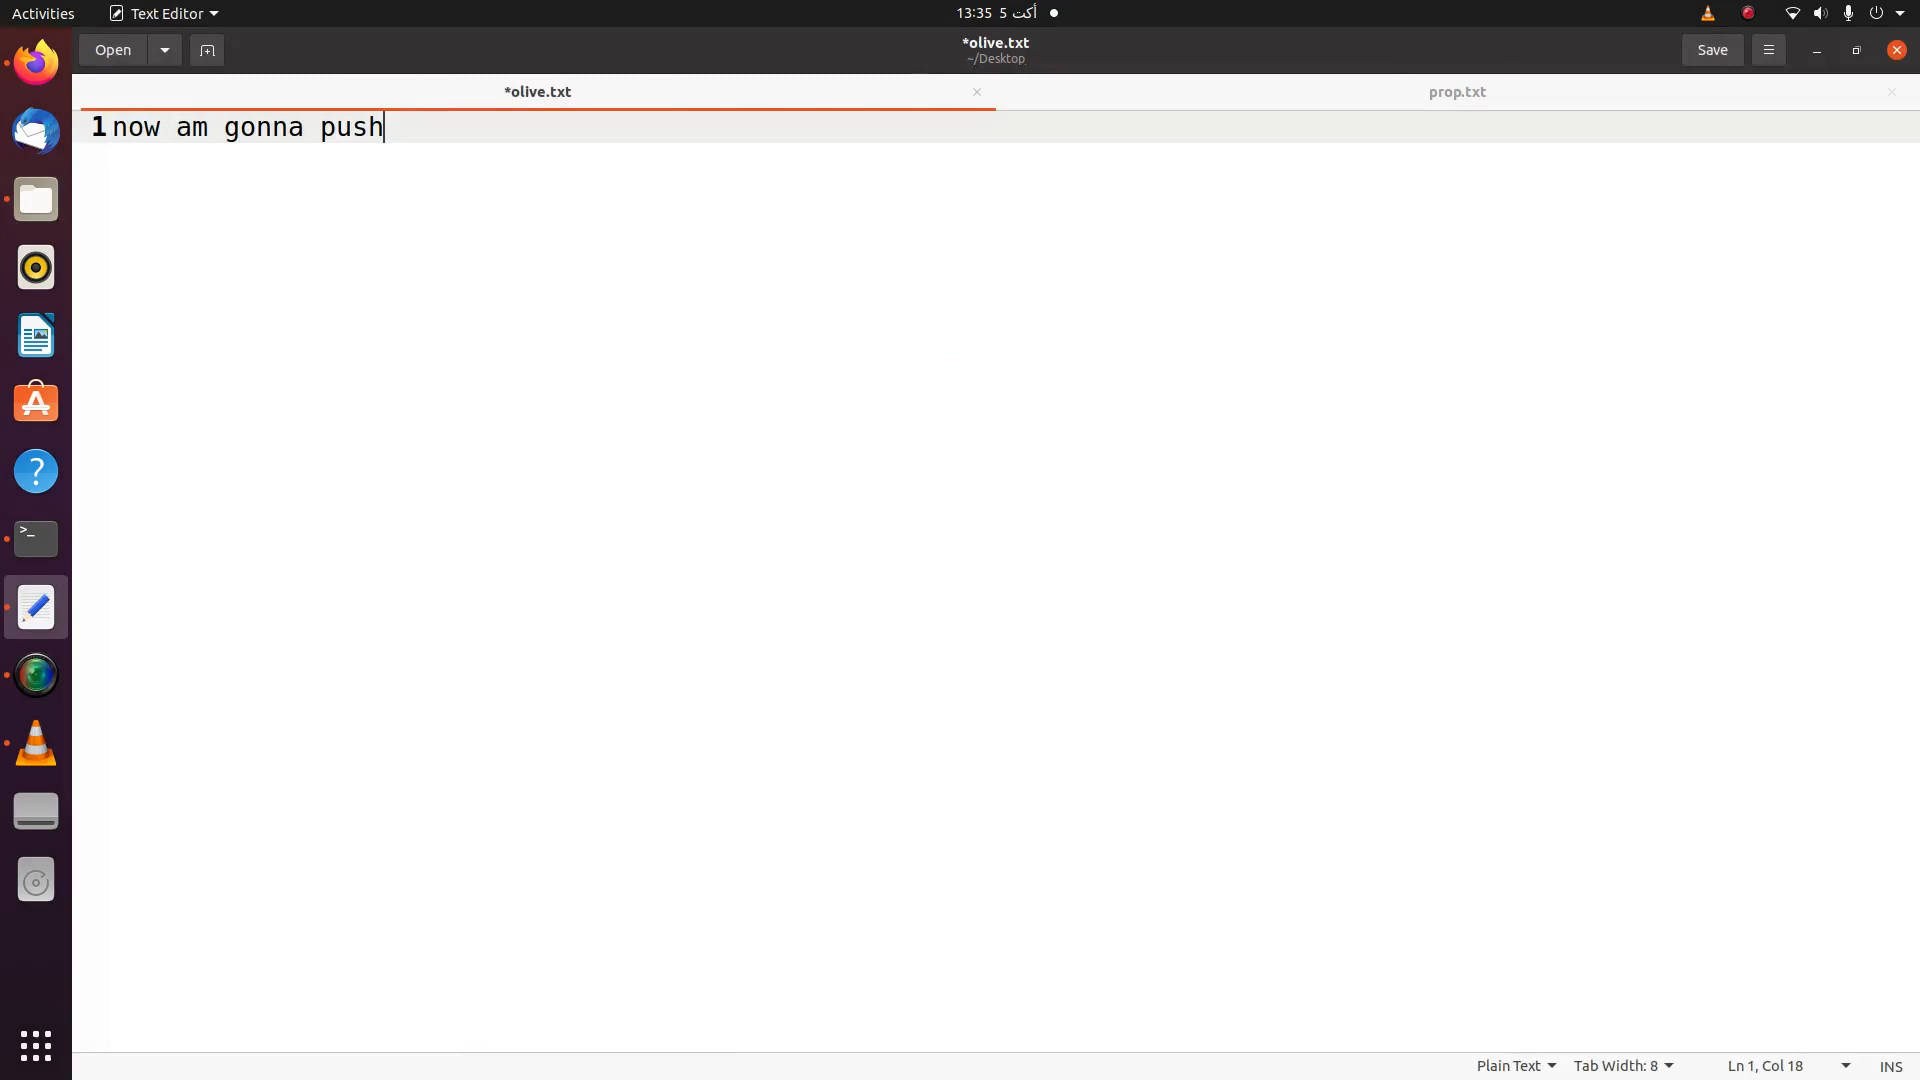 Activities
Text Editor
13:35 5 أكت
Open
*olive.txt
~/Desktop
Save
*olive.txt
prop.txt
1 now am gonna push
Plain Text
Tab Width: 8
Ln 1, Col 18
INS